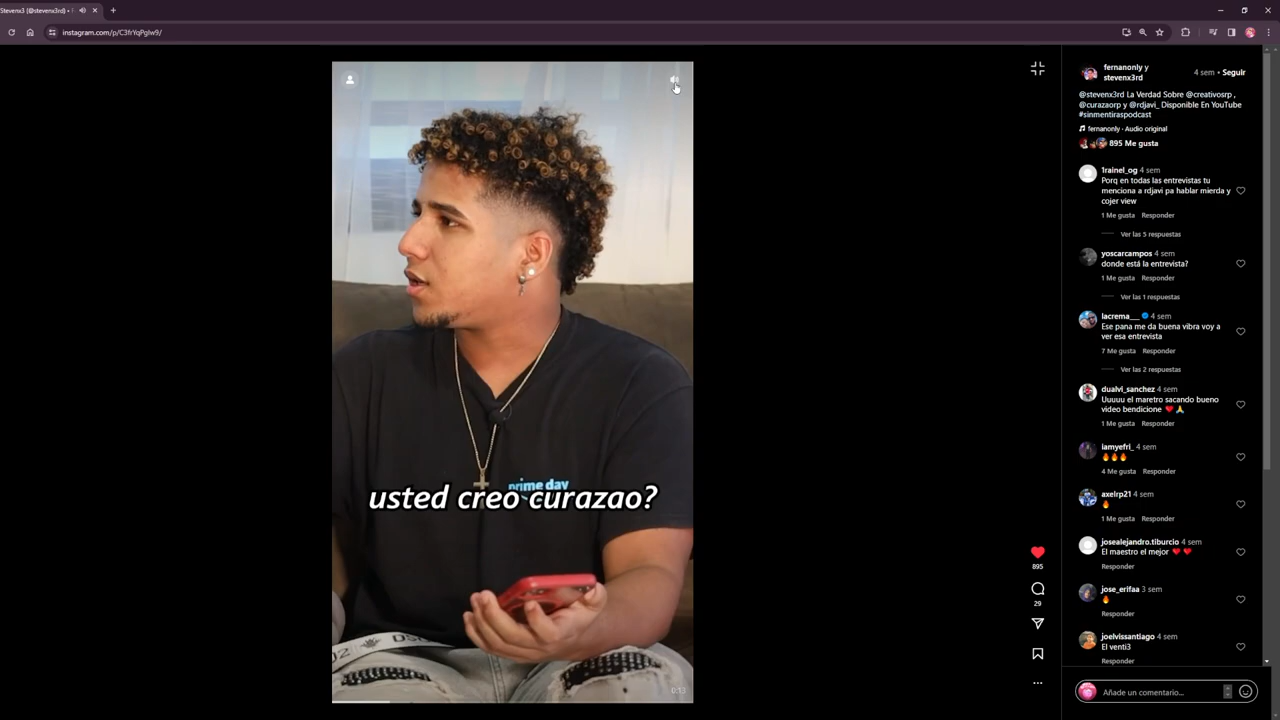 Stevenx3 (@stevenx3rd) •
instagram.com/p/C3frYqPgIw9/
usted creo curazao?
prime day
0:13
895
29
fernanonly y
stevenx3rd
4 sem • Seguir
@stevenx3rd La Verdad Sobre @creativosrp ,
@curazaorp y @rdjavi_ Disponible En YouTube
#sinmentiraspodcast
fernanonly · Audio original
895 Me gusta
1rainel_og 4 sem
Porq en todas las entrevistas tu
menciona a rdjavi pa hablar mierda y
cojer view
1 Me gusta Responder
Ver las 5 respuestas
yoscarcampos 4 sem
donde está la entrevista?
1 Me gusta Responder
Ver las 1 respuestas
lacrema___ 4 sem
Ese pana me da buena vibra voy a
ver esa entrevista
7 Me gusta Responder
Ver las 2 respuestas
dualvi_sanchez 4 sem
Uuuuu el maretro sacando bueno
video bendicione ❤️ 🙏
1 Me gusta Responder
iamyefri_ 4 sem
🔥🔥🔥
4 Me gusta Responder
axelrp21 4 sem
🔥
1 Me gusta Responder
josealejandro.tiburcio 4 sem
El maestro el mejor ❤️ ❤️
Responder
jose_erifaa 3 sem
🔥
Responder
joelvissantiago 4 sem
El venti3
Responder
Añade un comentario...